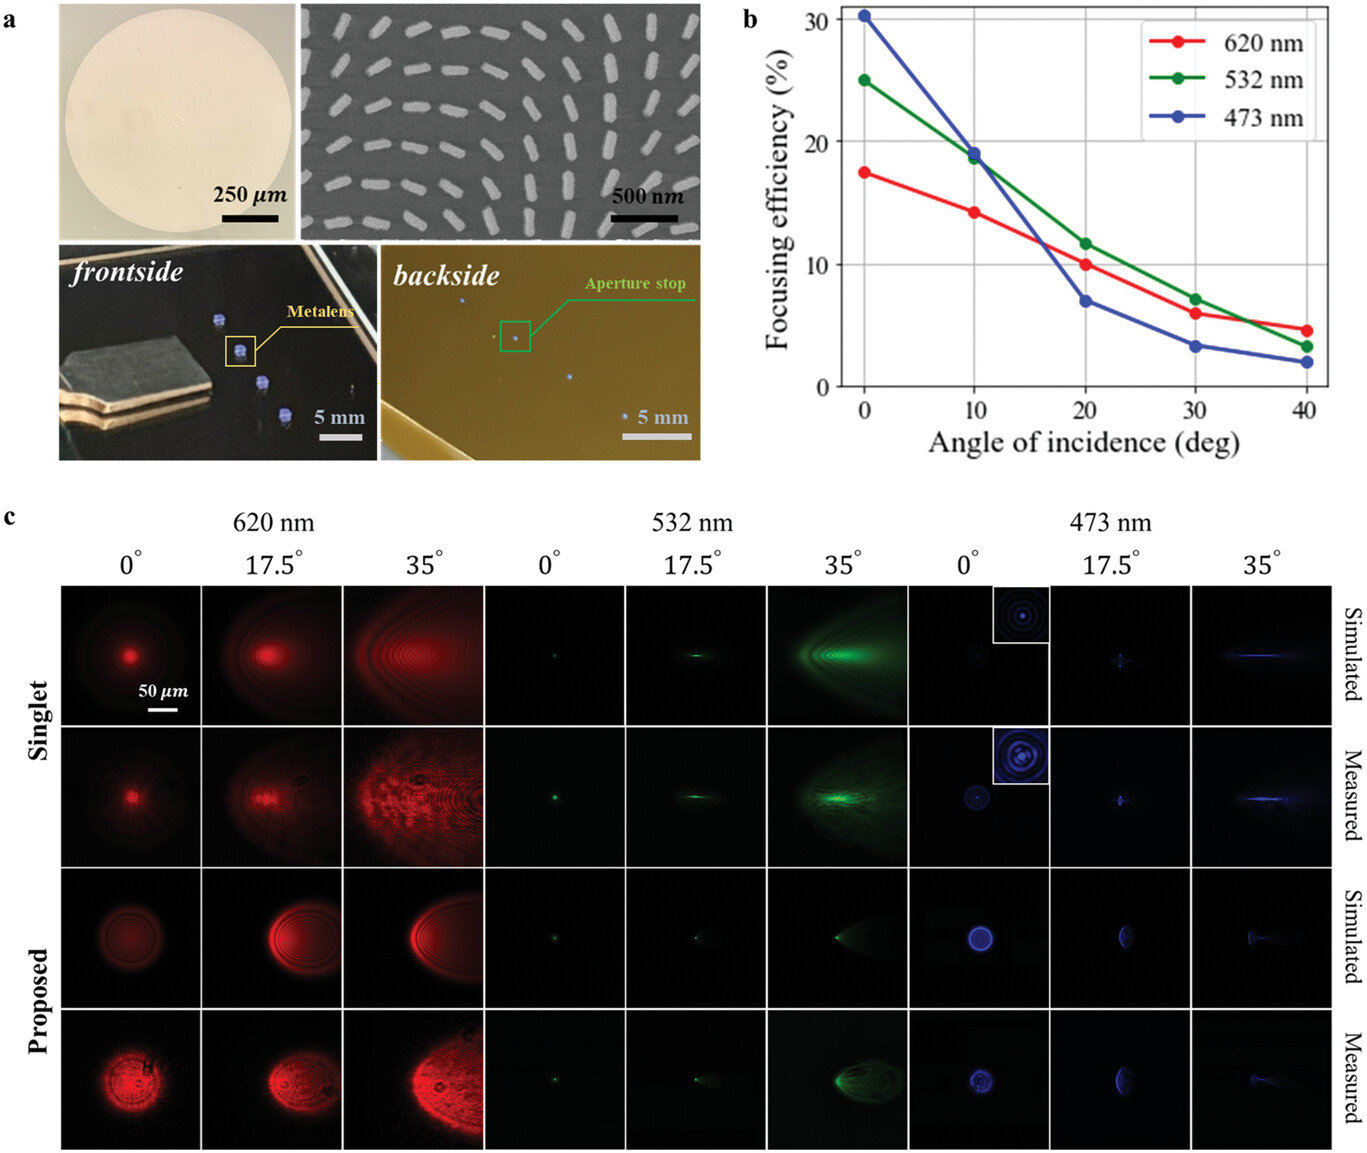 a
250 μm
500 nm
frontside
Metalens
5 mm
backside
Aperture stop
5 mm
b
30
20
10
0
Focusing efficiency (%)
620 nm
532 nm
473 nm
0 10 20 30 40
Angle of incidence (deg)
c
620 nm 532 nm 473 nm
0° 17.5° 35° 0° 17.5° 35° 0° 17.5° 35°
50 μm
Singlet
Simulated
Measured
Proposed
Simulated
Measured